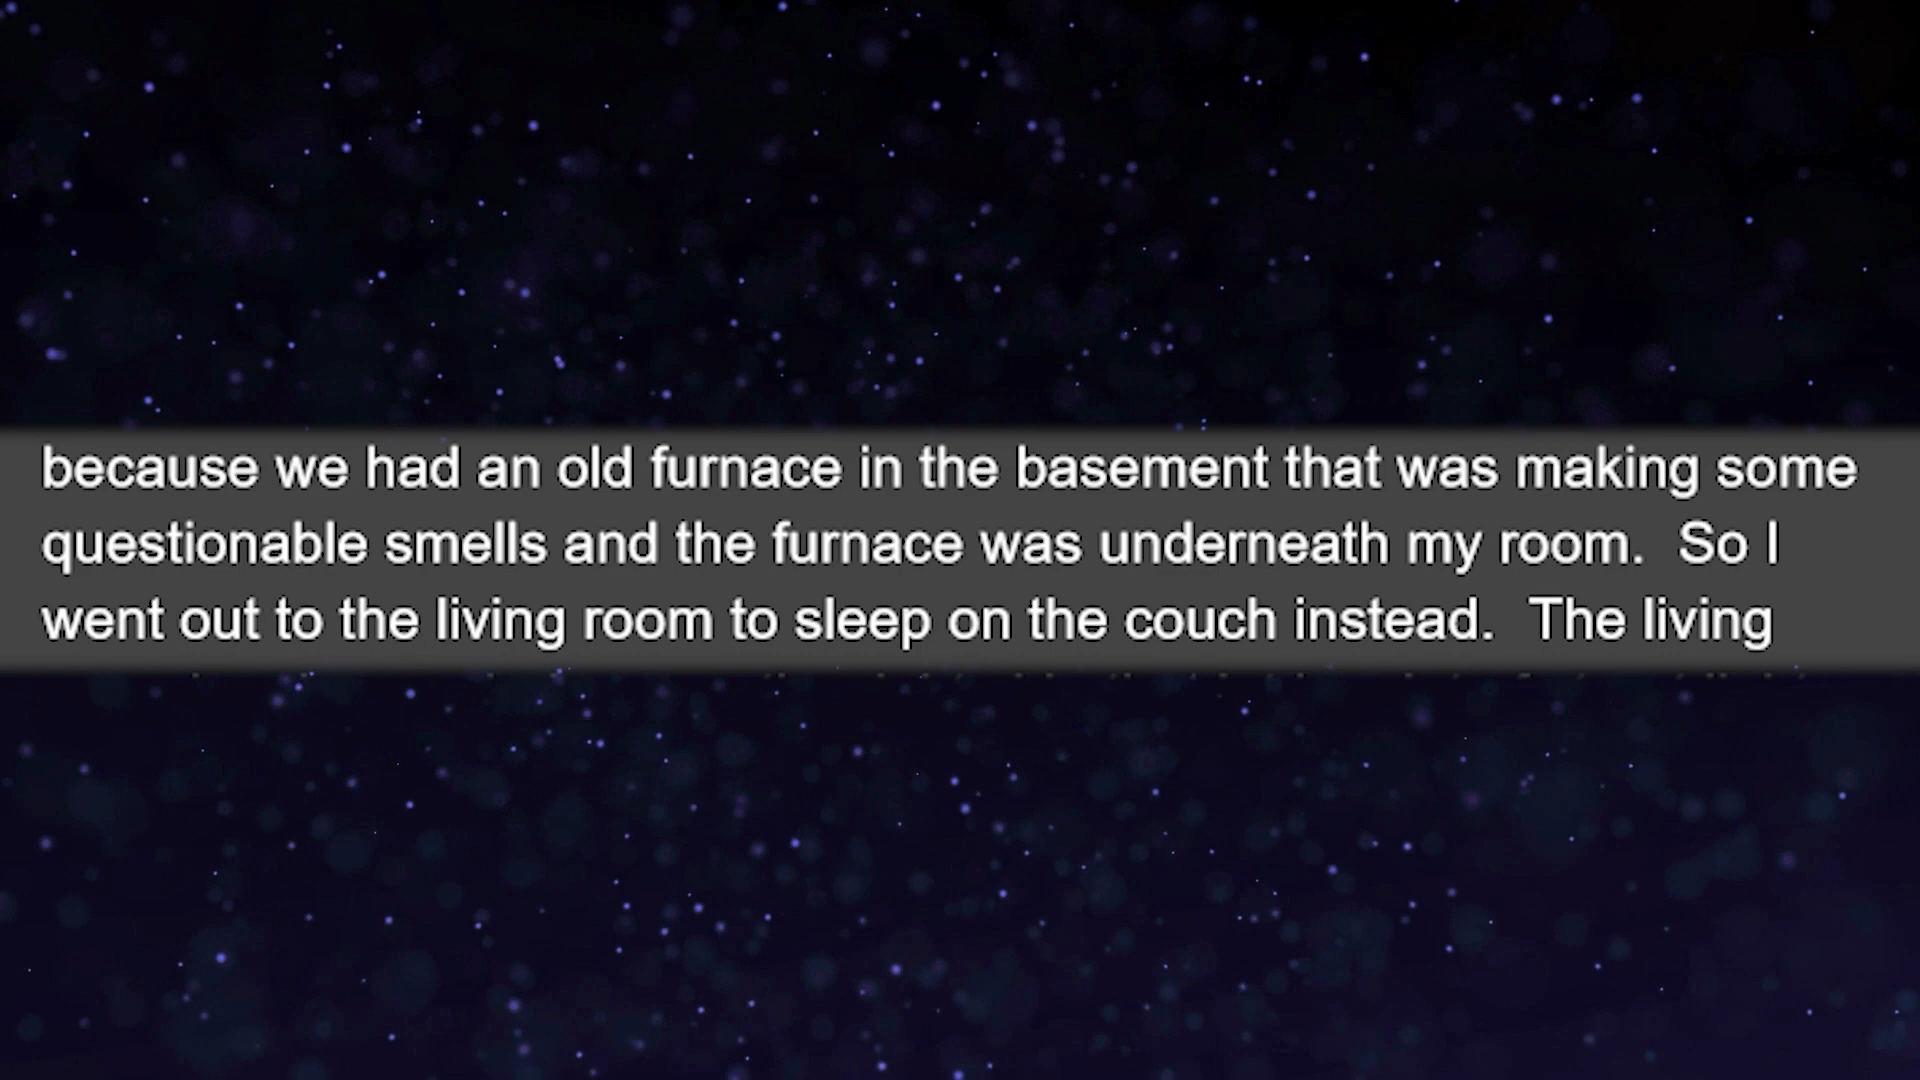 because we had an old furnace in the basement that was making some
questionable smells and the furnace was underneath my room.  So I
went out to the living room to sleep on the couch instead.  The living